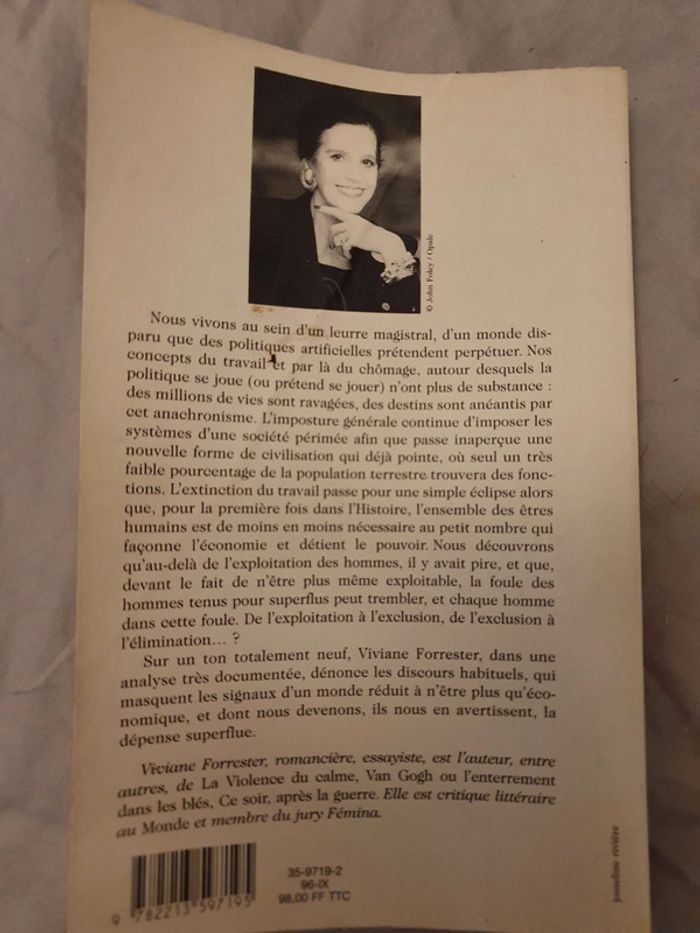 © John Foley / Opale
Nous vivons au sein d'un leurre magistral, d'un monde dis-
paru que des politiques artificielles prétendent perpétuer. Nos
concepts du travail et par là du chômage, autour desquels la
politique se joue (ou prétend se jouer) n'ont plus de substance :
des millions de vies sont ravagées, des destins sont anéantis par
cet anachronisme. L'imposture générale continue d'imposer les
systèmes d'une société périmée afin que passe inaperçue une
nouvelle forme de civilisation qui déjà pointe, où seul un très
faible pourcentage de la population terrestre trouvera des fonc-
tions. L'extinction du travail passe pour une simple éclipse alors
que, pour la première fois dans l'Histoire, l'ensemble des êtres
humains est de moins en moins nécessaire au petit nombre qui
façonne l'économie et détient le pouvoir. Nous découvrons
qu'au-delà de l'exploitation des hommes, il y avait pire, et que,
devant le fait de n'être plus même exploitable, la foule des
hommes tenus pour superflus peut trembler, et chaque homme
dans cette foule. De l'exploitation à l'exclusion, de l'exclusion à
l'élimination... ?
Sur un ton totalement neuf, Viviane Forrester, dans une
analyse très documentée, dénonce les discours habituels, qui
masquent les signaux d'un monde réduit à n'être plus qu'éco-
nomique, et dont nous devenons, ils nous en avertissent, la
dépense superflue.
Viviane Forrester, romancière, essayiste, est l'auteur, entre
autres, de La Violence du calme, Van Gogh ou l'enterrement
dans les blés, Ce soir, après la guerre. Elle est critique littéraire
au Monde et membre du jury Fémina.
josseline rivière
35-9719-2
96-IX
98,00 FF TTC
9 782213 597195